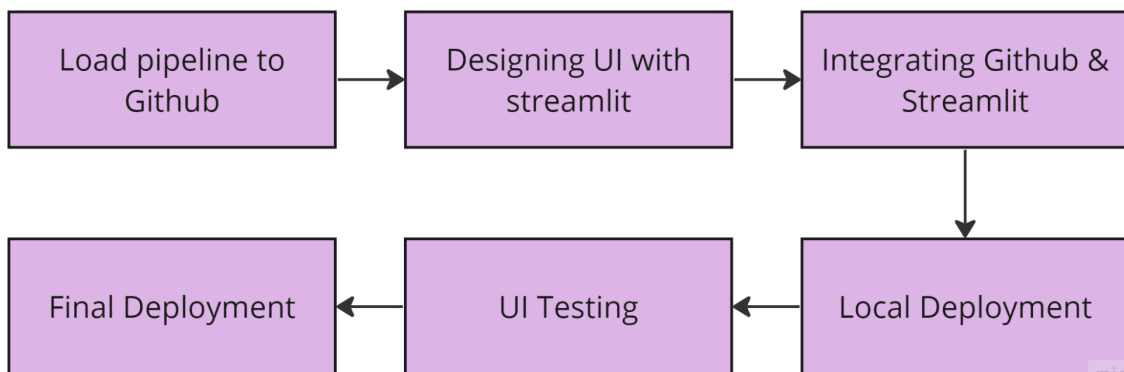 Load pipeline to
Github
Designing UI with
streamlit
Integrating Github &
Streamlit
Local Deployment
UI Testing
Final Deployment